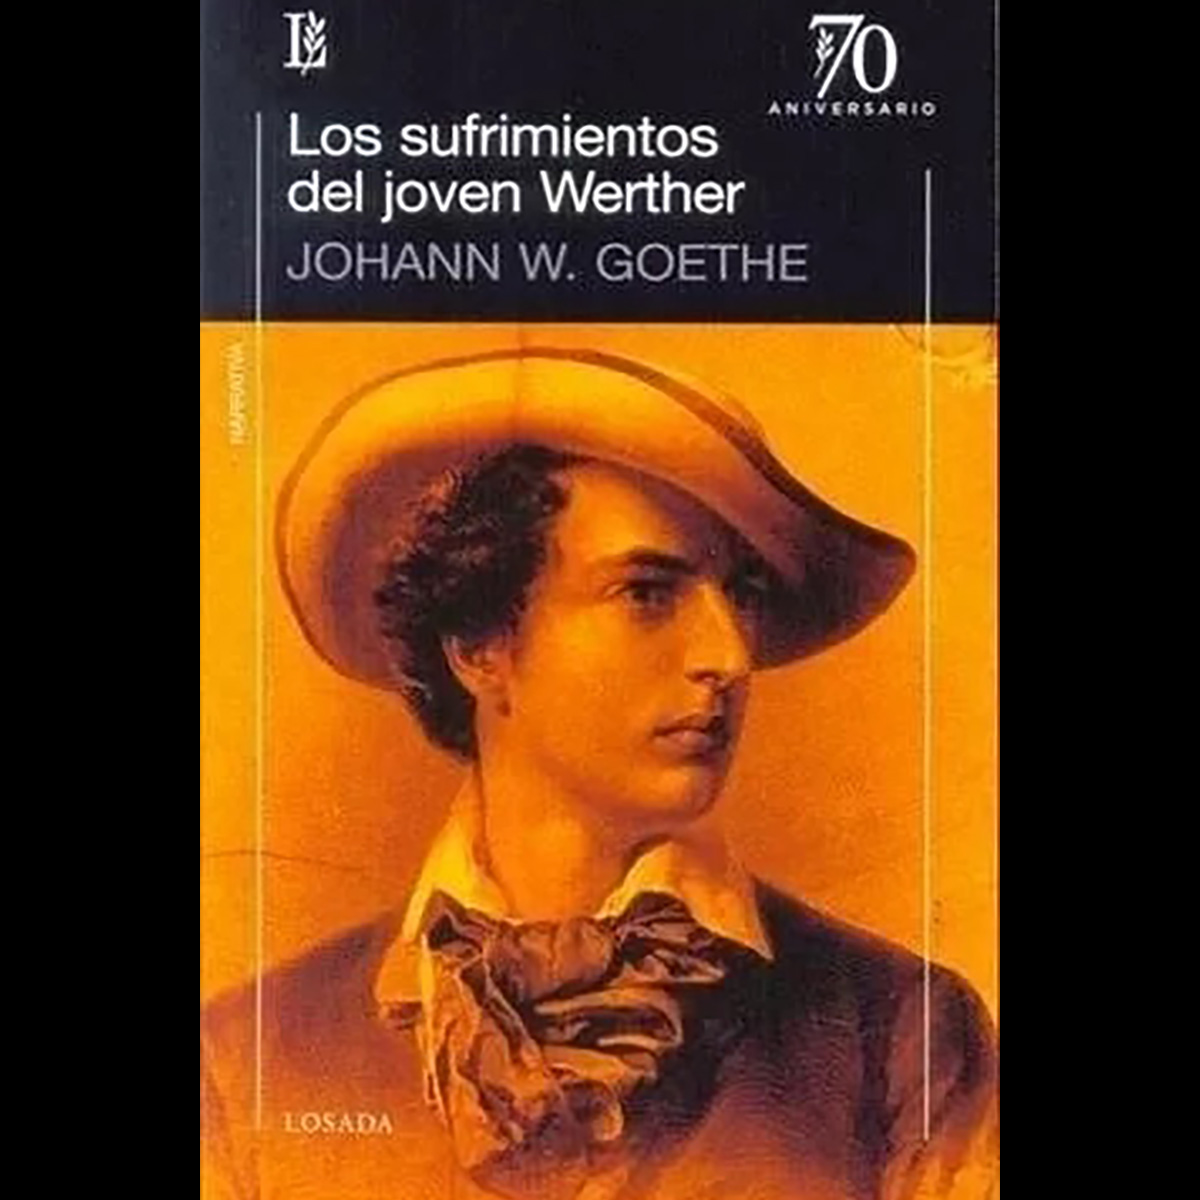 L
70
ANIVERSARIO
Los sufrimientos
del joven Werther
JOHANN W. GOETHE
NARRATIVA
LOSADA